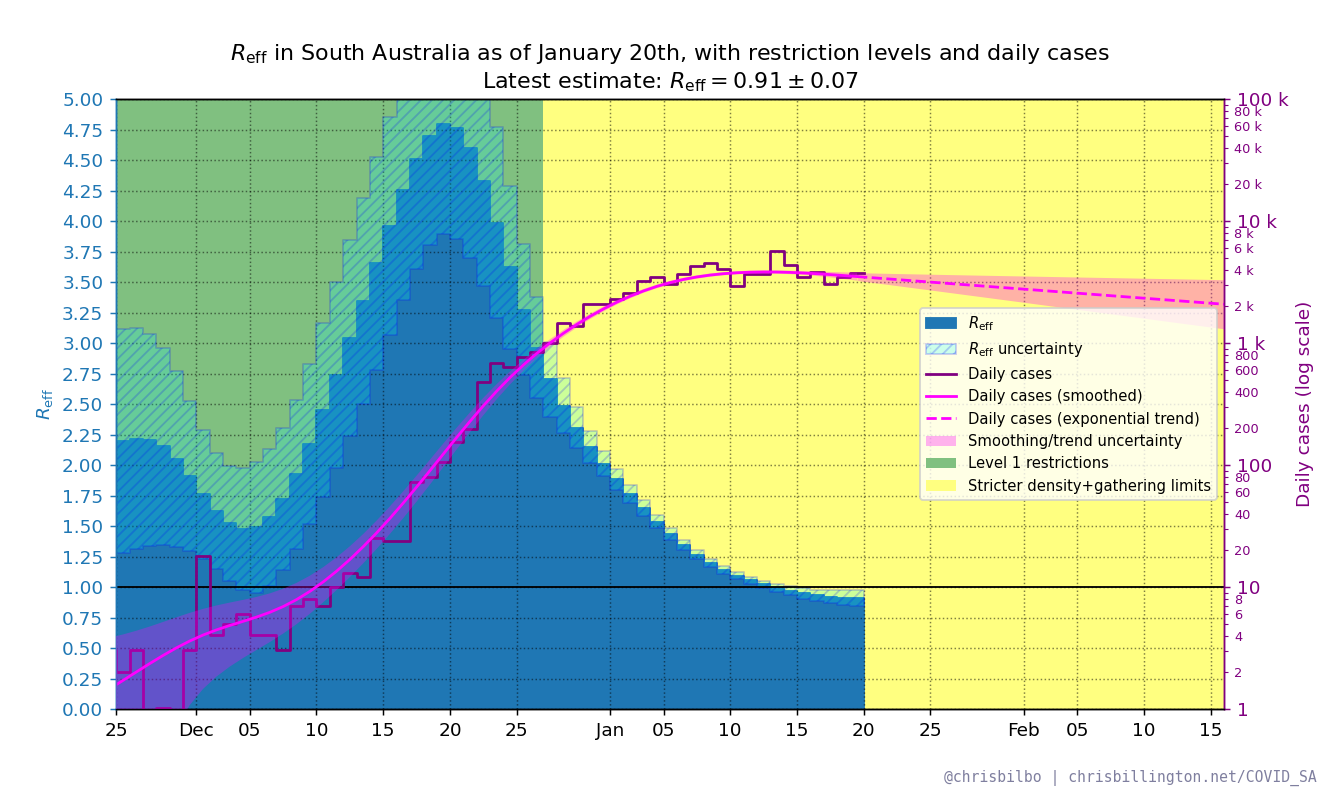 R_eff in South Australia as of January 20th, with restriction levels and daily cases
Latest estimate: R_eff = 0.91 ± 0.07
5.00
4.75
4.50
4.25
4.00
3.75
3.50
3.25
3.00
2.75
2.50
2.25
2.00
1.75
1.50
1.25
1.00
0.75
0.50
0.25
0.00
R_eff
100 k
80 k
60 k
40 k
20 k
10 k
8 k
6 k
4 k
2 k
1 k
800
600
400
200
100
80
60
40
20
10
8
6
4
2
1
Daily cases (log scale)
R_eff
R_eff uncertainty
Daily cases
Daily cases (smoothed)
Daily cases (exponential trend)
Smoothing/trend uncertainty
Level 1 restrictions
Stricter density+gathering limits
25 Dec 05 10 15 20 25 Jan 05 10 15 20 25 Feb 05 10 15
@chrisbilbo | chrisbillington.net/COVID_SA